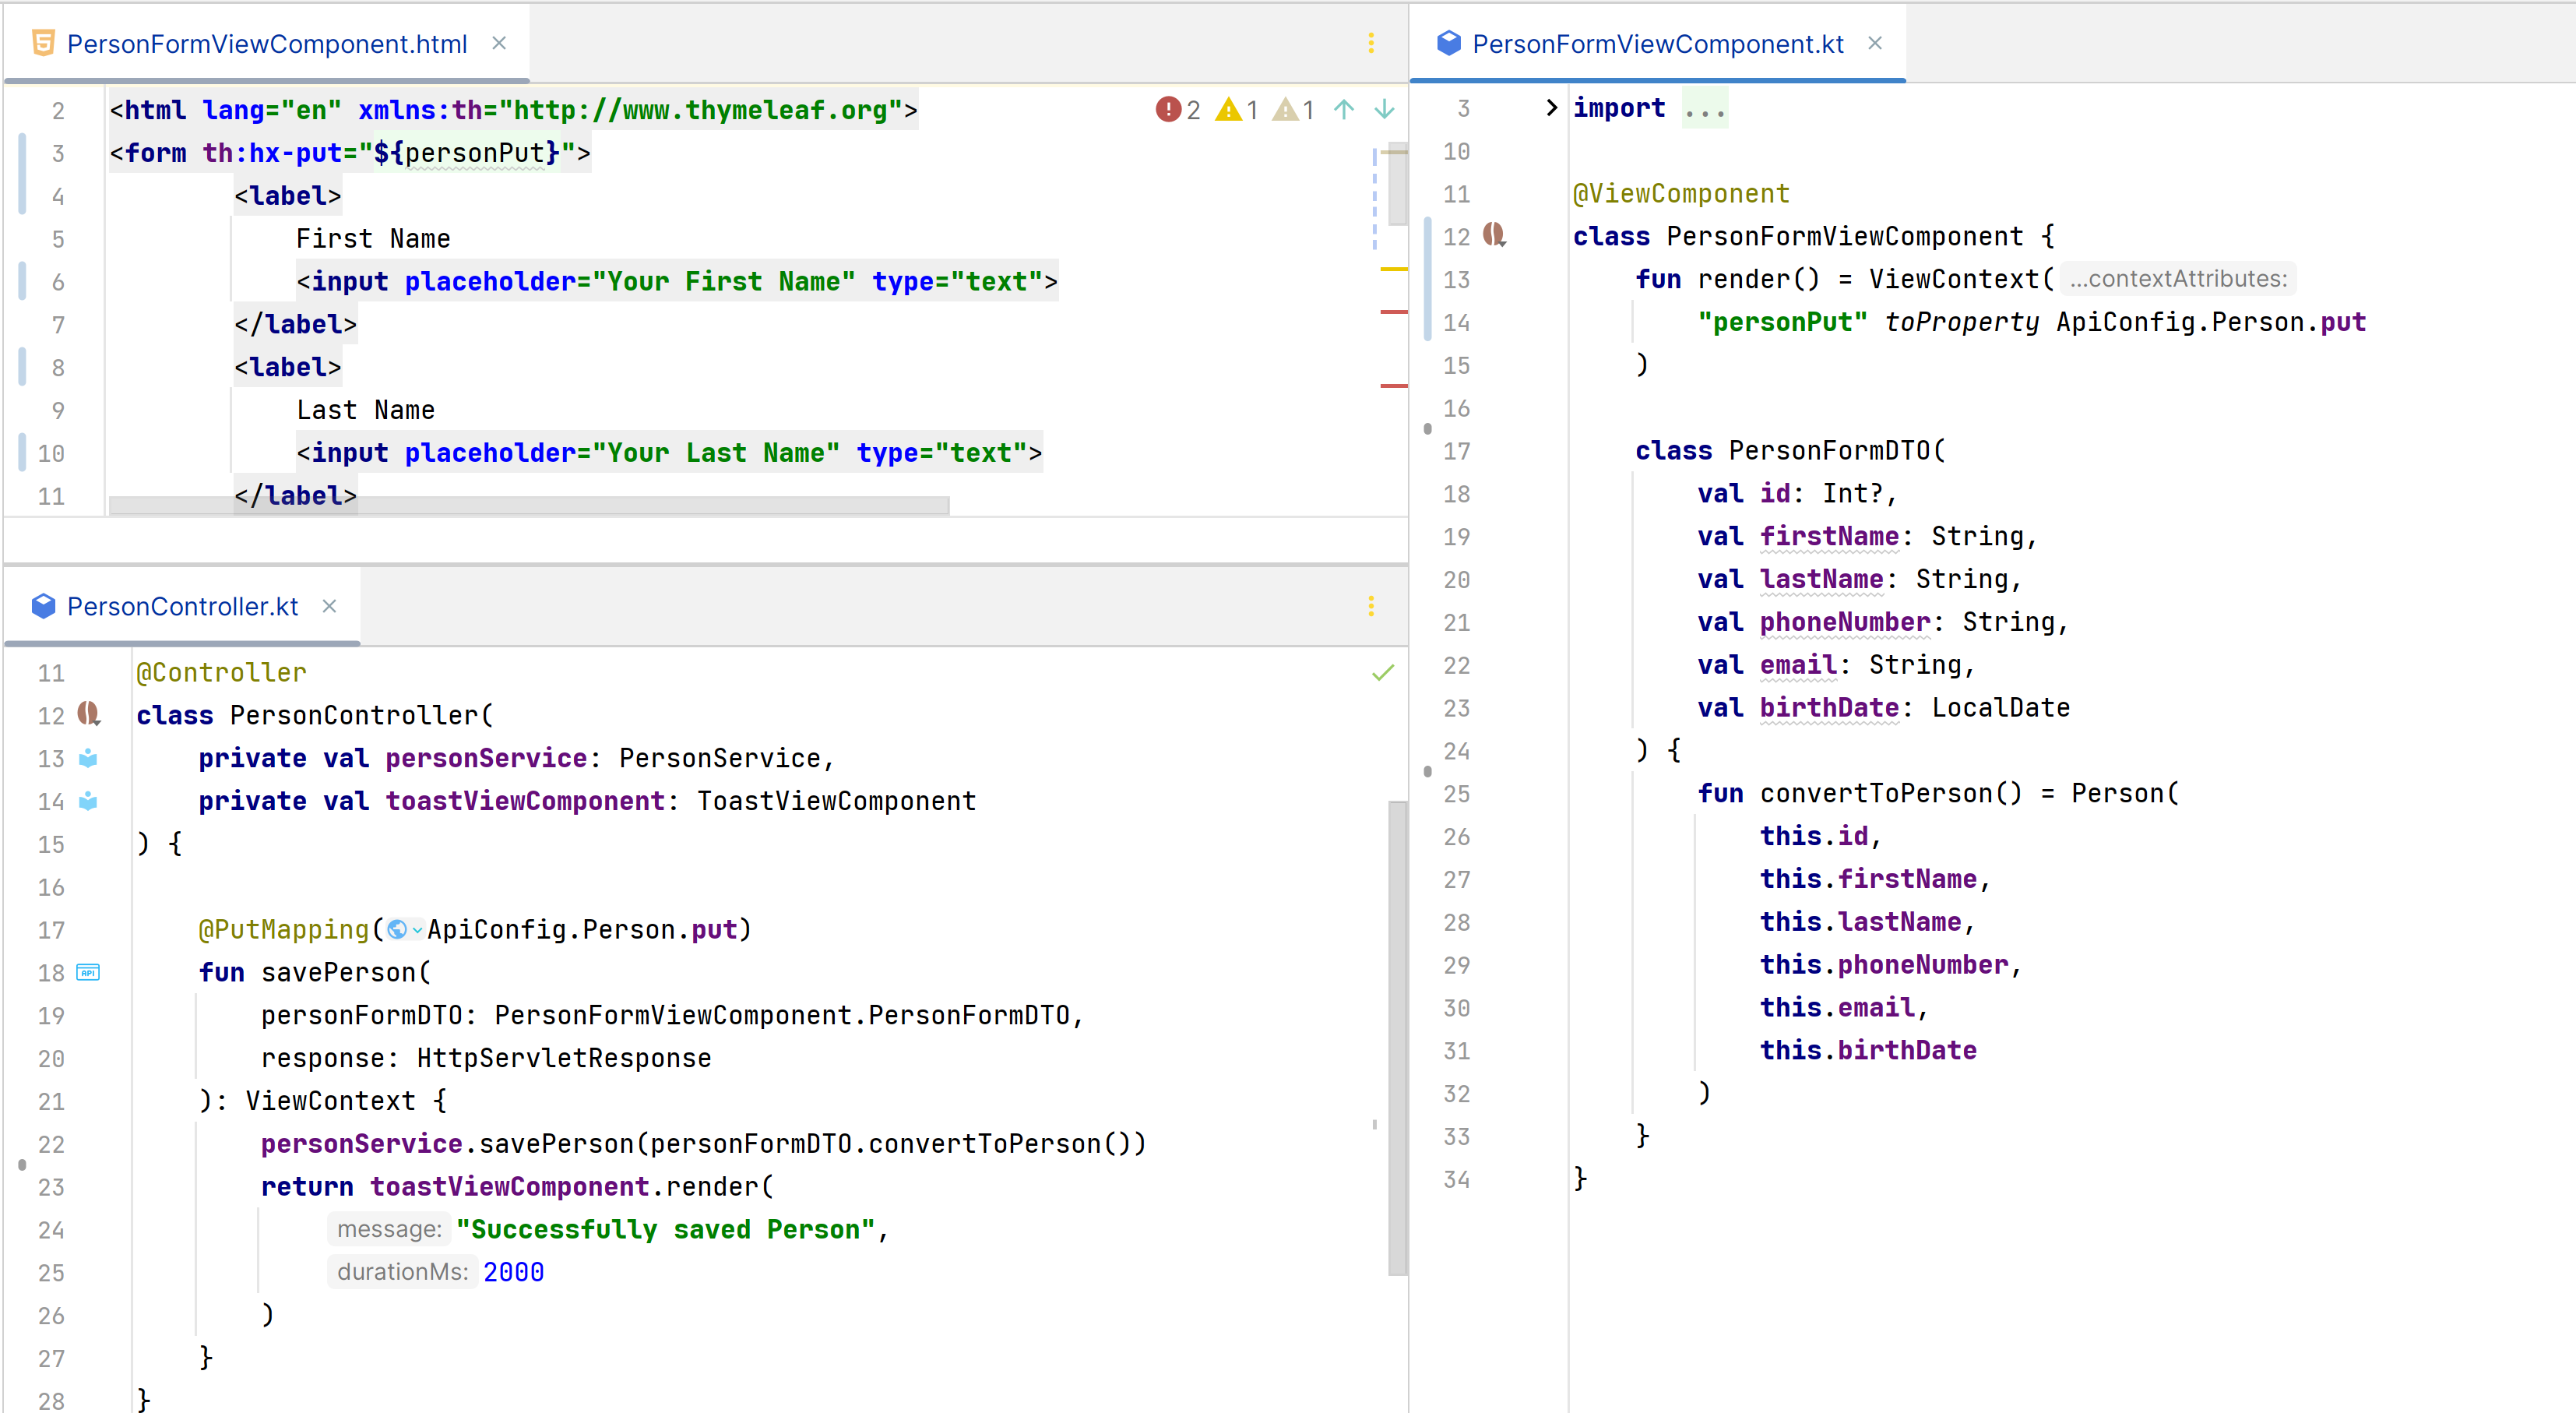 PersonFormViewComponent.html
2 <html lang="en" xmlns:th="http://www.thymeleaf.org">
2 1 1
3 <form th:hx-put="${personPut}">
4 <label>
5 First Name
6 <input placeholder="Your First Name" type="text">
7 </label>
8 <label>
9 Last Name
10 <input placeholder="Your Last Name" type="text">
11 </label>
PersonController.kt
11 @Controller
12 class PersonController(
13 private val personService: PersonService,
14 private val toastViewComponent: ToastViewComponent
15 ) {
16
17 @PutMapping(ApiConfig.Person.put)
18 API fun savePerson(
19 personFormDTO: PersonFormViewComponent.PersonFormDTO,
20 response: HttpServletResponse
21 ): ViewContext {
22 personService.savePerson(personFormDTO.convertToPerson())
23 return toastViewComponent.render(
24 message: "Successfully saved Person",
25 durationMs: 2000
26 )
27 }
28 }
PersonFormViewComponent.kt
3 import ...
10
11 @ViewComponent
12 class PersonFormViewComponent {
13 fun render() = ViewContext( ...contextAttributes:
14 "personPut" toProperty ApiConfig.Person.put
15 )
16
17 class PersonFormDTO(
18 val id: Int?,
19 val firstName: String,
20 val lastName: String,
21 val phoneNumber: String,
22 val email: String,
23 val birthDate: LocalDate
24 ) {
25 fun convertToPerson() = Person(
26 this.id,
27 this.firstName,
28 this.lastName,
29 this.phoneNumber,
30 this.email,
31 this.birthDate
32 )
33 }
34 }